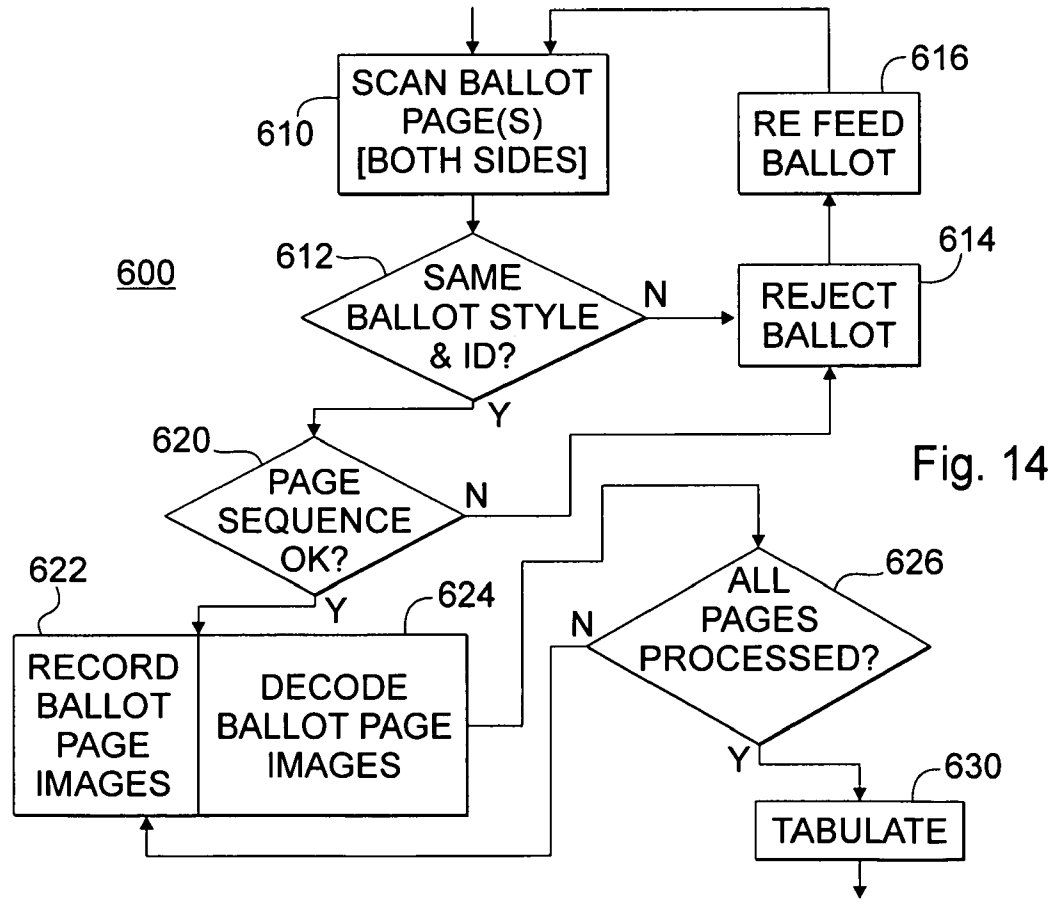 SCAN BALLOT
PAGE(S)
[BOTH SIDES]
610
616
RE FEED
BALLOT
600
612
SAME
BALLOT STYLE
& ID?
N
Y
614
REJECT
BALLOT
620
PAGE
SEQUENCE
OK?
N
Y
Fig. 14
622
RECORD
BALLOT
PAGE
IMAGES
624
DECODE
BALLOT PAGE
IMAGES
626
ALL
PAGES
PROCESSED?
N
Y
630
TABULATE